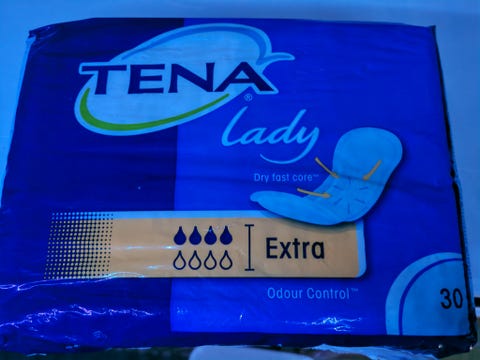 TENA®
Lady
Dry fast core™
Extra
Odour Control™
30